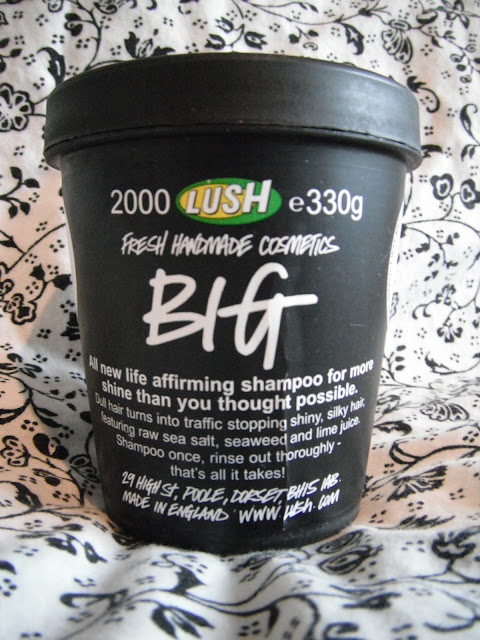 2000 LUSH e330g
FRESH HANDMADE COSMETICS
BIG
All new life affirming shampoo for more
shine than you thought possible.
Dull hair turns into traffic stopping shiny, silky hair,
featuring raw sea salt, seaweed and lime juice.
Shampoo once, rinse out thoroughly -
that's all it takes!
29 HIGH ST, POOLE, DORSET, BH15 1AB.
MADE IN ENGLAND WWW.LUSH.COM